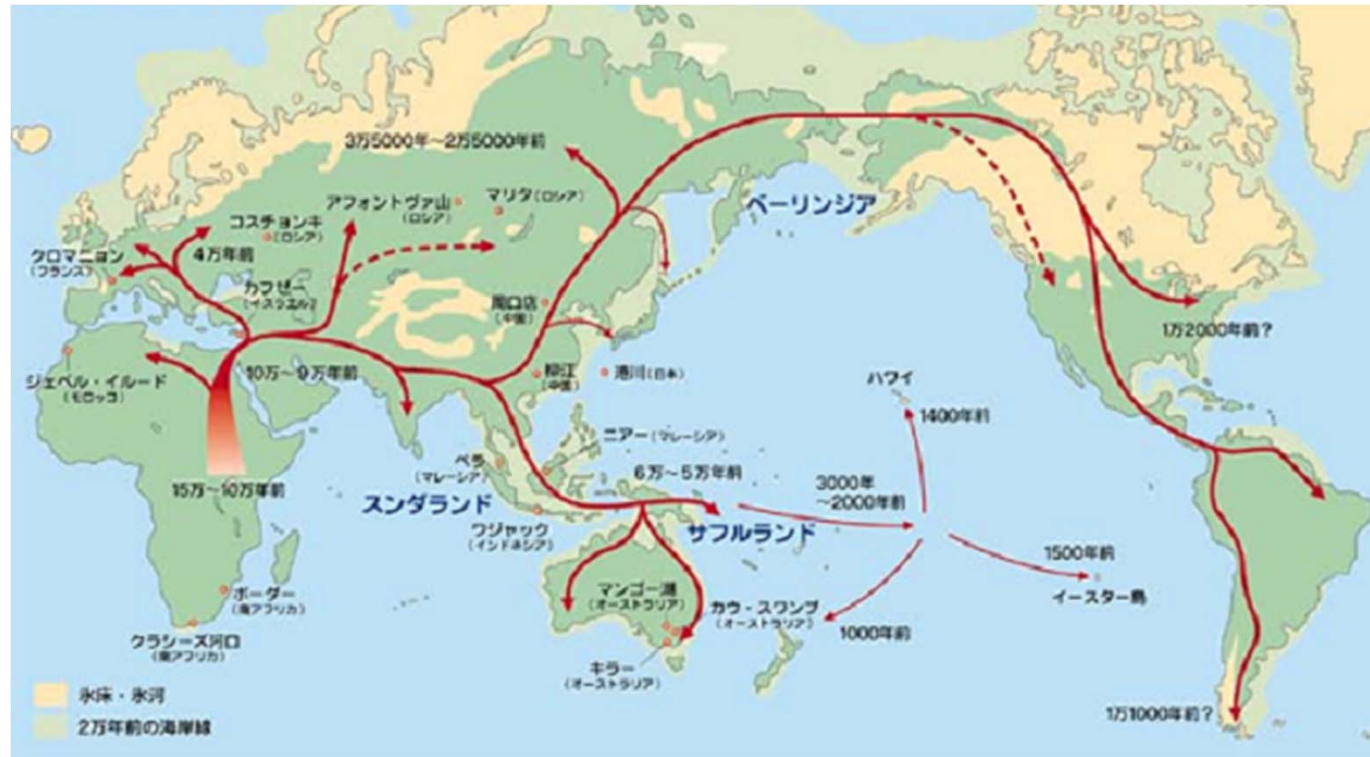 3万5000年～2万5000年前
アフォントヴァ山
(ロシア)
マリタ(ロシア)
ベーリンジア
コスチョンキ
(ロシア)
クロマニョン
(フランス)
4万年前
カフゼー
(イスラエル)
周口店
(中国)
1万2000年前?
ジェベル・イルード
(モロッコ)
10万～9万年前
柳江
(中国)
港川(日本)
ハワイ
1400年前
ニアー(マレーシア)
ペラ
(マレーシア)
6万～5万年前
15万～10万年前
スンダランド
3000年
～2000年前
ワジャック
(インドネシア)
サフルランド
1500年前
イースター島
ボーダー
(南アフリカ)
マンゴー湖
(オーストラリア)
カウ・スワンプ
(オーストラリア)
1000年前
クラシーズ河口
(南アフリカ)
キラー
(オーストラリア)
氷床・氷河
2万年前の海岸線
1万1000年前?